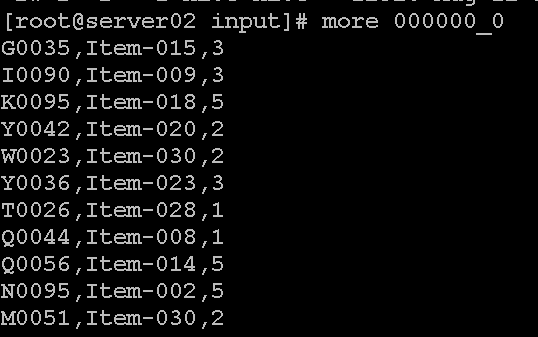 [root@server02 input]# more 000000_0
G0035,Item-015,3
I0090,Item-009,3
K0095,Item-018,5
Y0042,Item-020,2
W0023,Item-030,2
Y0036,Item-023,3
T0026,Item-028,1
Q0044,Item-008,1
Q0056,Item-014,5
N0095,Item-002,5
M0051,Item-030,2